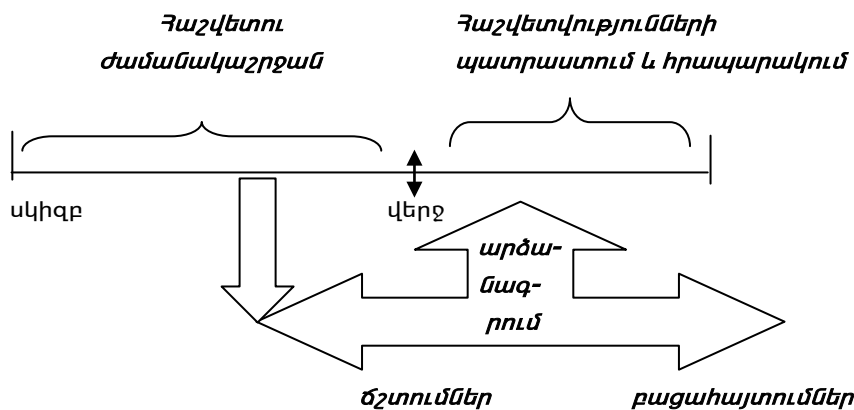 Հաշվետու
ժամանակաշրջան
Հաշվետվությունների
պատրաստում և հրապարակում
սկիզբ
վերջ
արձա-
նագ-
րում
ճշտումներ
բացահայտումներ